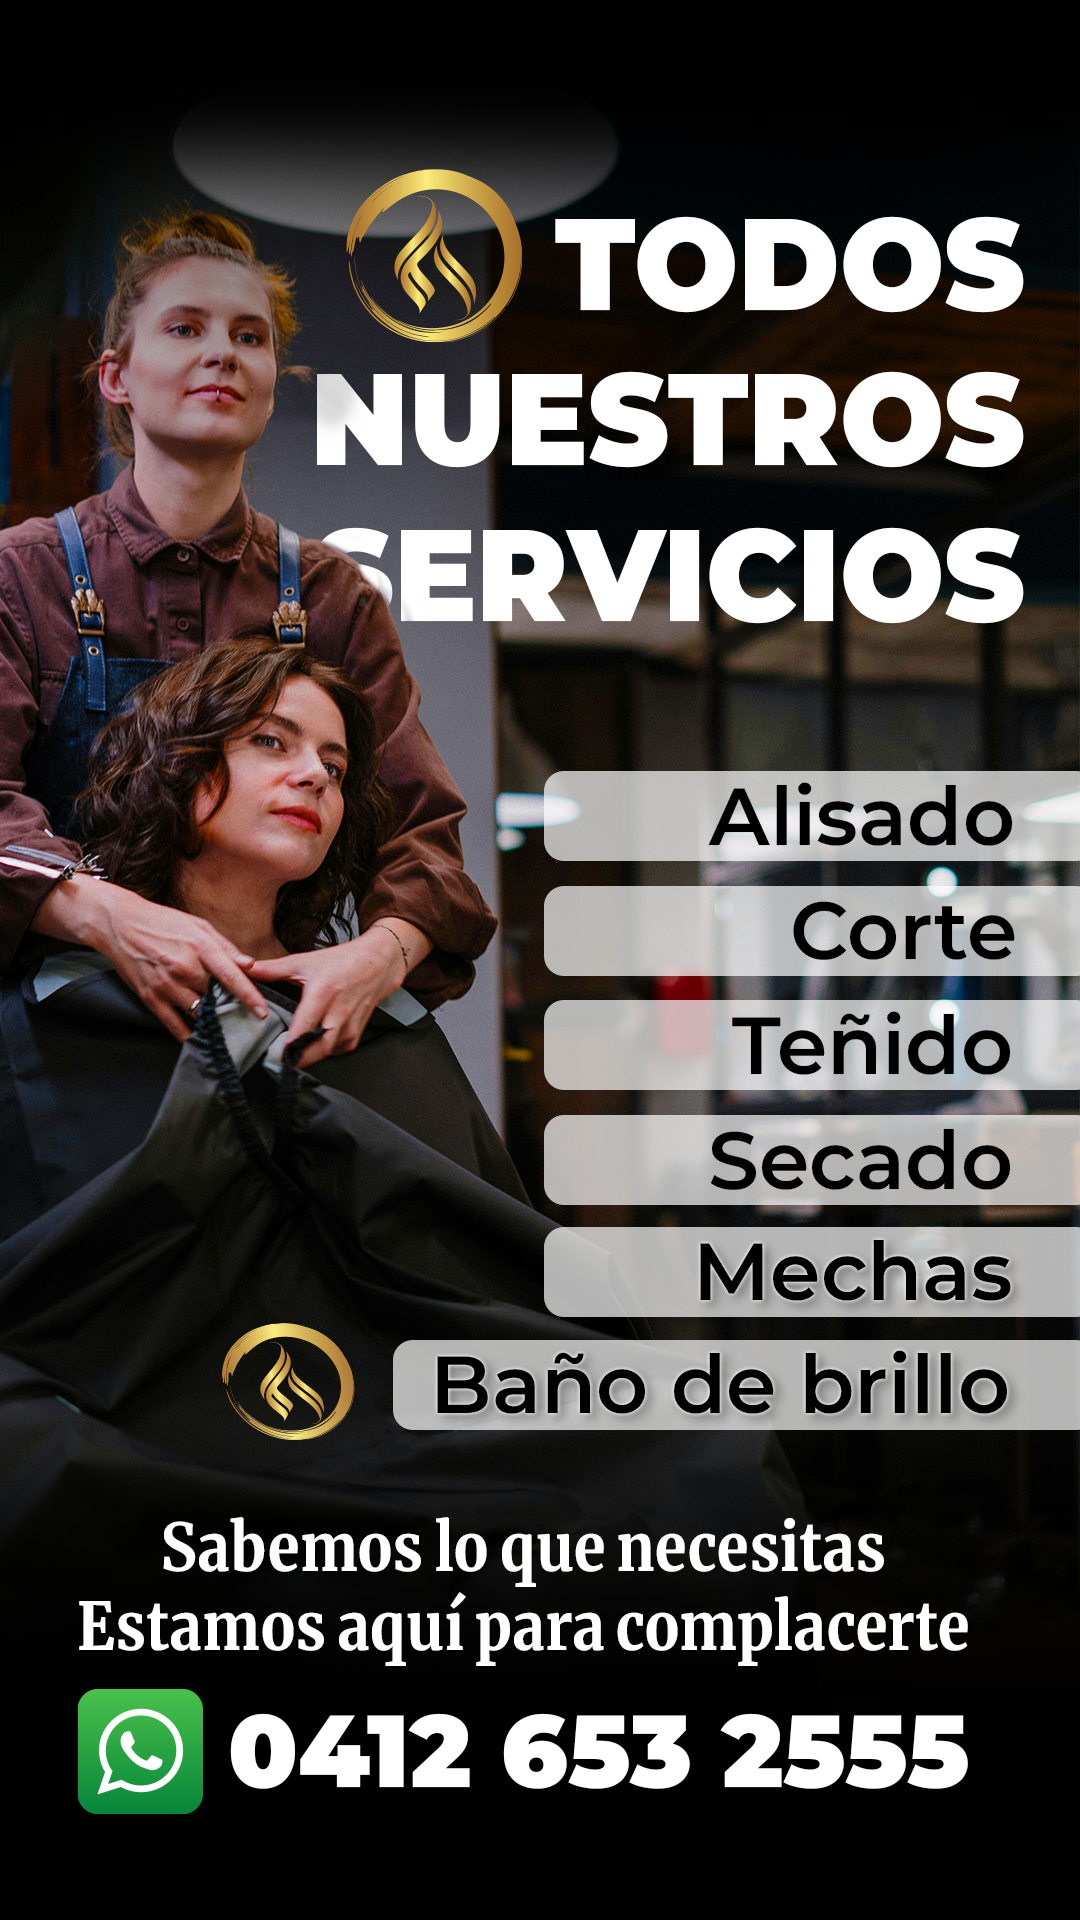 TODOS
NUESTROS
SERVICIOS
Alisado
Corte
Teñido
Secado
Mechas
Baño de brillo
Sabemos lo que necesitas
Estamos aquí para complacerte
0412 653 2555